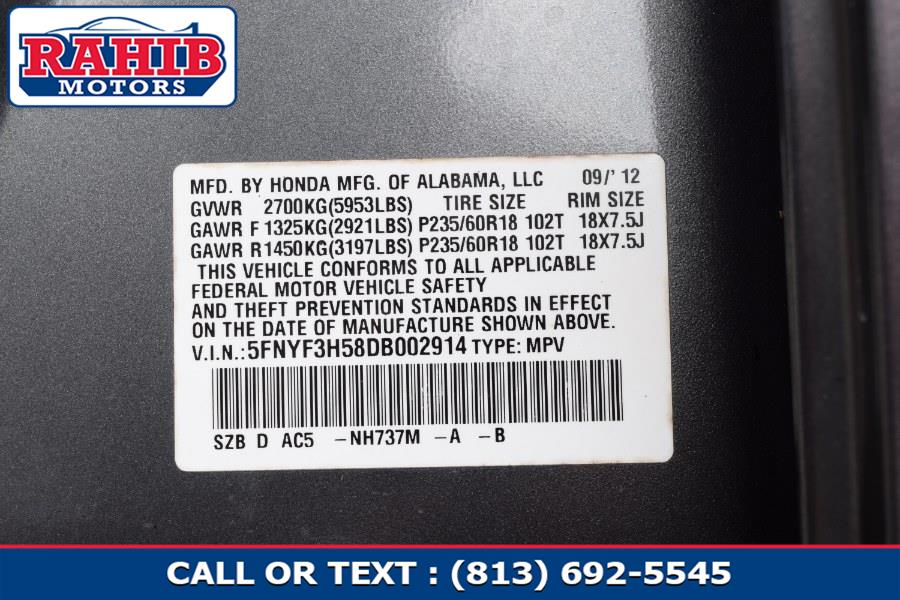 RAHIB
MOTORS
MFD. BY HONDA MFG. OF ALABAMA, LLC 09/' 12
GVWR 2700KG(5953LBS) TIRE SIZE RIM SIZE
GAWR F 1325KG(2921LBS) P235/60R18 102T 18X7.5J
GAWR R1450KG(3197LBS) P235/60R18 102T 18X7.5J
THIS VEHICLE CONFORMS TO ALL APPLICABLE
FEDERAL MOTOR VEHICLE SAFETY
AND THEFT PREVENTION STANDARDS IN EFFECT
ON THE DATE OF MANUFACTURE SHOWN ABOVE.
V.I.N.:5FNYF3H58DB002914 TYPE: MPV
SZB D AC5 -NH737M -A -B
CALL OR TEXT : (813) 692-5545